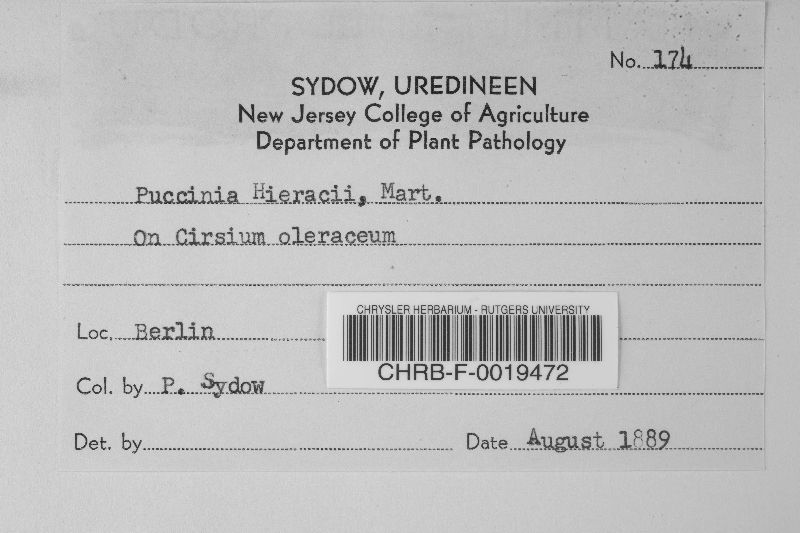 No. 174
SYDOW, UREDINEEN
New Jersey College of Agriculture
Department of Plant Pathology
Puccinia Hieracii, Mart.
On Cirsium oleraceum
CHRYSLER HERBARIUM - RUTGERS UNIVERSITY
Loc. Berlin
CHRB-F-0019472
Col. by P. Sydow
Det. by
Date August 1889